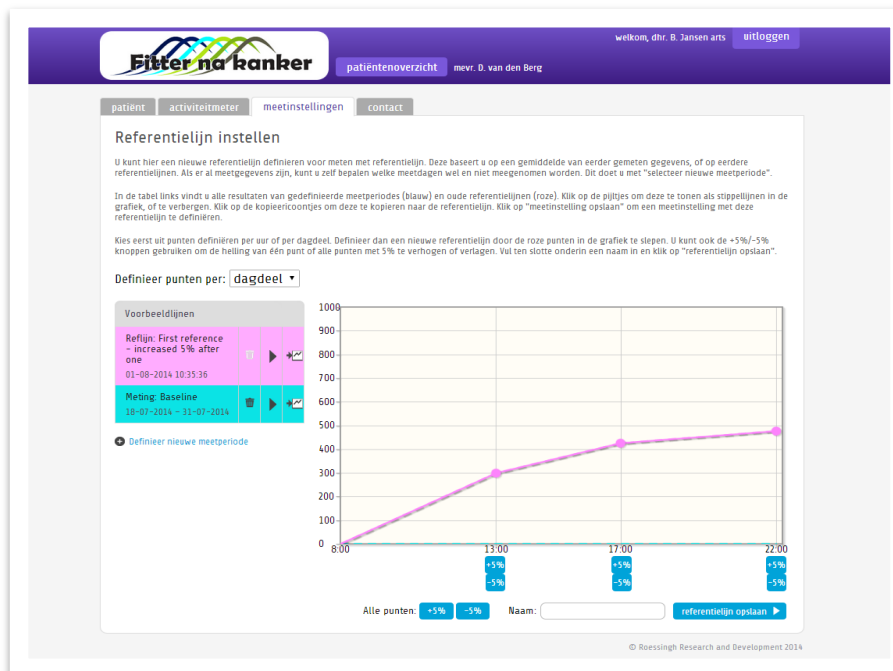 welkom, dhr. B. Jansen arts uitloggen
Fitter na kanker
patiëntenoverzicht mevr. D. van den Berg
patiënt activiteitmeter meetinstellingen contact
Referentielijn instellen
U kunt hier een nieuwe referentielijn definieren voor meten met referentielijn. Deze baseert u op een gemiddelde van eerder gemeten gegevens, of op eerdere
referentielijnen. Als er al meetgegevens zijn, kunt u zelf bepalen welke meetdagen wel en niet meegenomen worden. Dit doet u met "selecteer nieuwe meetperiode".
In de tabel links vindt u alle resultaten van gedefinieerde meetperiodes (blauw) en oude referentielijnen (roze). Klik op de pijltjes om deze te tonen als stippellijnen in de
grafiek, of te verbergen. Klik op de kopieericoontjes om deze te kopieren naar de referentielijn. Klik op "meetinstelling opslaan" om een meetinstelling met deze
referentielijn te definiëren.
Kies eerst uit punten definiëren per uur of per dagdeel. Definieer dan een nieuwe referentielijn door de roze punten in de grafiek te slepen. U kunt ook de +5%/-5%
knoppen gebruiken om de helling van één punt of alle punten met 5% te verhogen of verlagen. Vul ten slotte onderin een naam in en klik op "referentielijn opslaan".
Definieer punten per: dagdeel
Voorbeeldlijnen
Reflijn: First reference
- increased 5% after
one
01-08-2014 10:35:36
Meting: Baseline
18-07-2014 - 31-07-2014
Definieer nieuwe meetperiode
1000
900
800
700
600
500
400
300
200
100
0
8:00 13:00 17:00 22:00
+5% +5% +5%
-5% -5% -5%
Alle punten: +5% -5% Naam: referentielijn opslaan
© Roessingh Research and Development 2014